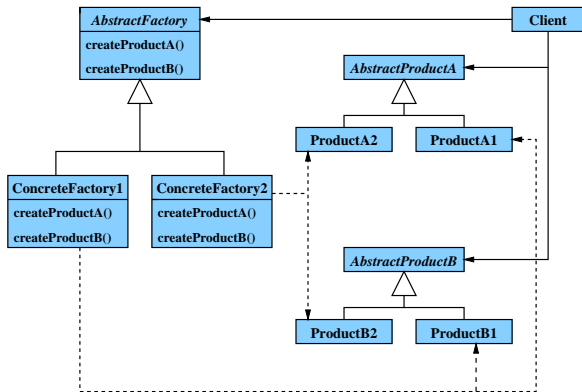 AbstractFactory
createProductA()
createProductB()
Client
AbstractProductA
ProductA2
ProductA1
ConcreteFactory1
createProductA()
createProductB()
ConcreteFactory2
createProductA()
createProductB()
AbstractProductB
ProductB2
ProductB1